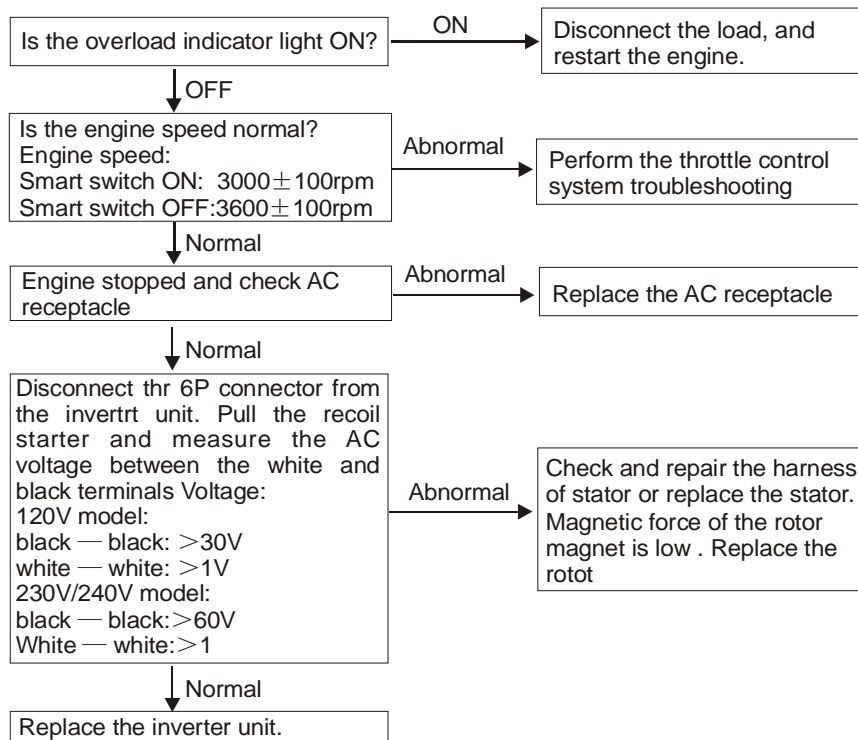 Is the overload indicator light ON?
ON
Disconnect the load, and
restart the engine.
OFF
Is the engine speed normal?
Engine speed:
Smart switch ON: 3000±100rpm
Smart switch OFF:3600±100rpm
Abnormal
Perform the throttle control
system troubleshooting
Normal
Engine stopped and check AC
receptacle
Abnormal
Replace the AC receptacle
Normal
Disconnect thr 6P connector from
the invertrt unit. Pull the recoil
starter and measure the AC
voltage between the white and
black terminals Voltage:
120V model:
black — black: >30V
white — white: >1V
230V/240V model:
black — black:>60V
White — white:>1
Abnormal
Check and repair the harness
of stator or replace the stator.
Magnetic force of the rotor
magnet is low . Replace the
rotot
Normal
Replace the inverter unit.